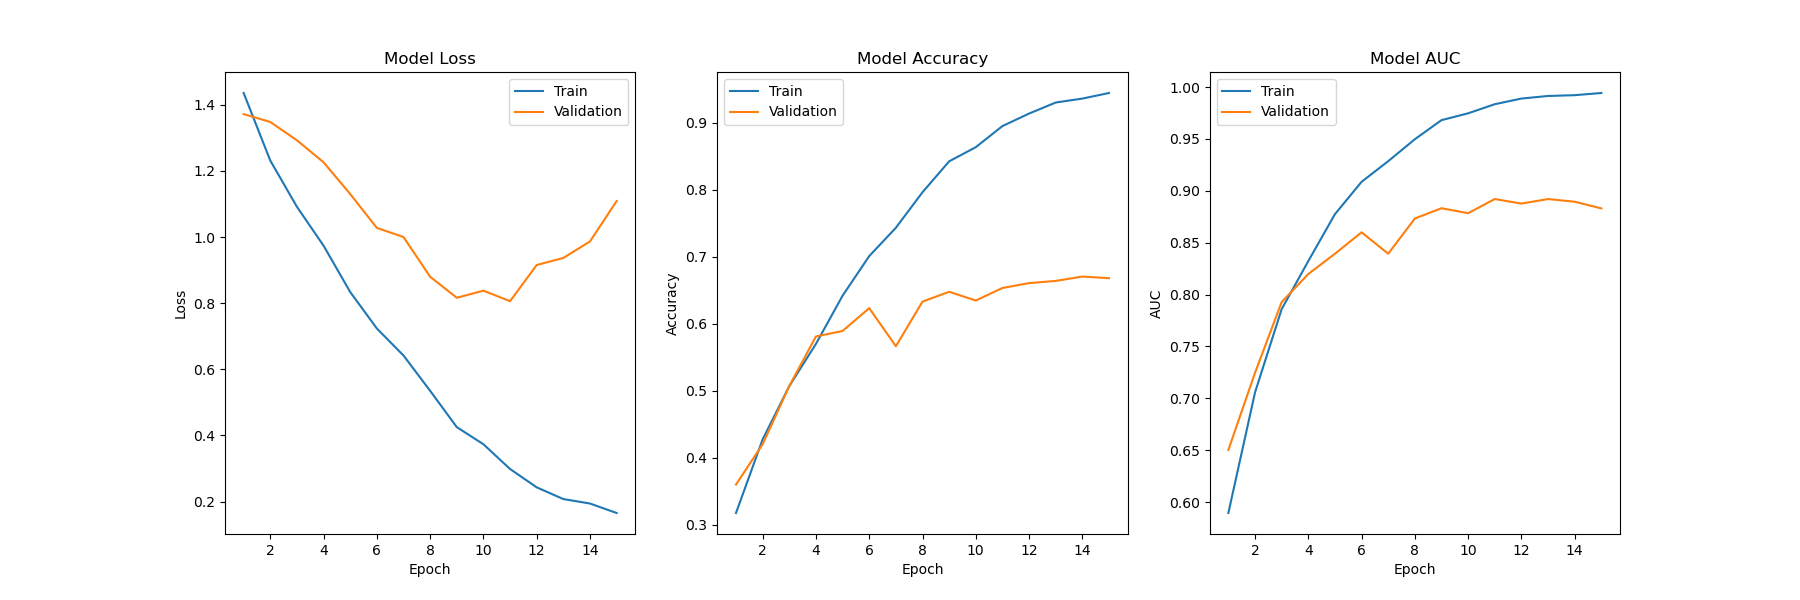 Model Loss
Train
Validation
1.4
1.2
1.0
0.8
0.6
0.4
0.2
Loss
2 4 6 8 10 12 14
Epoch
Model Accuracy
Train
Validation
0.9
0.8
0.7
0.6
0.5
0.4
0.3
Accuracy
2 4 6 8 10 12 14
Epoch
Model AUC
Train
Validation
1.00
0.95
0.90
0.85
0.80
0.75
0.70
0.65
0.60
AUC
2 4 6 8 10 12 14
Epoch